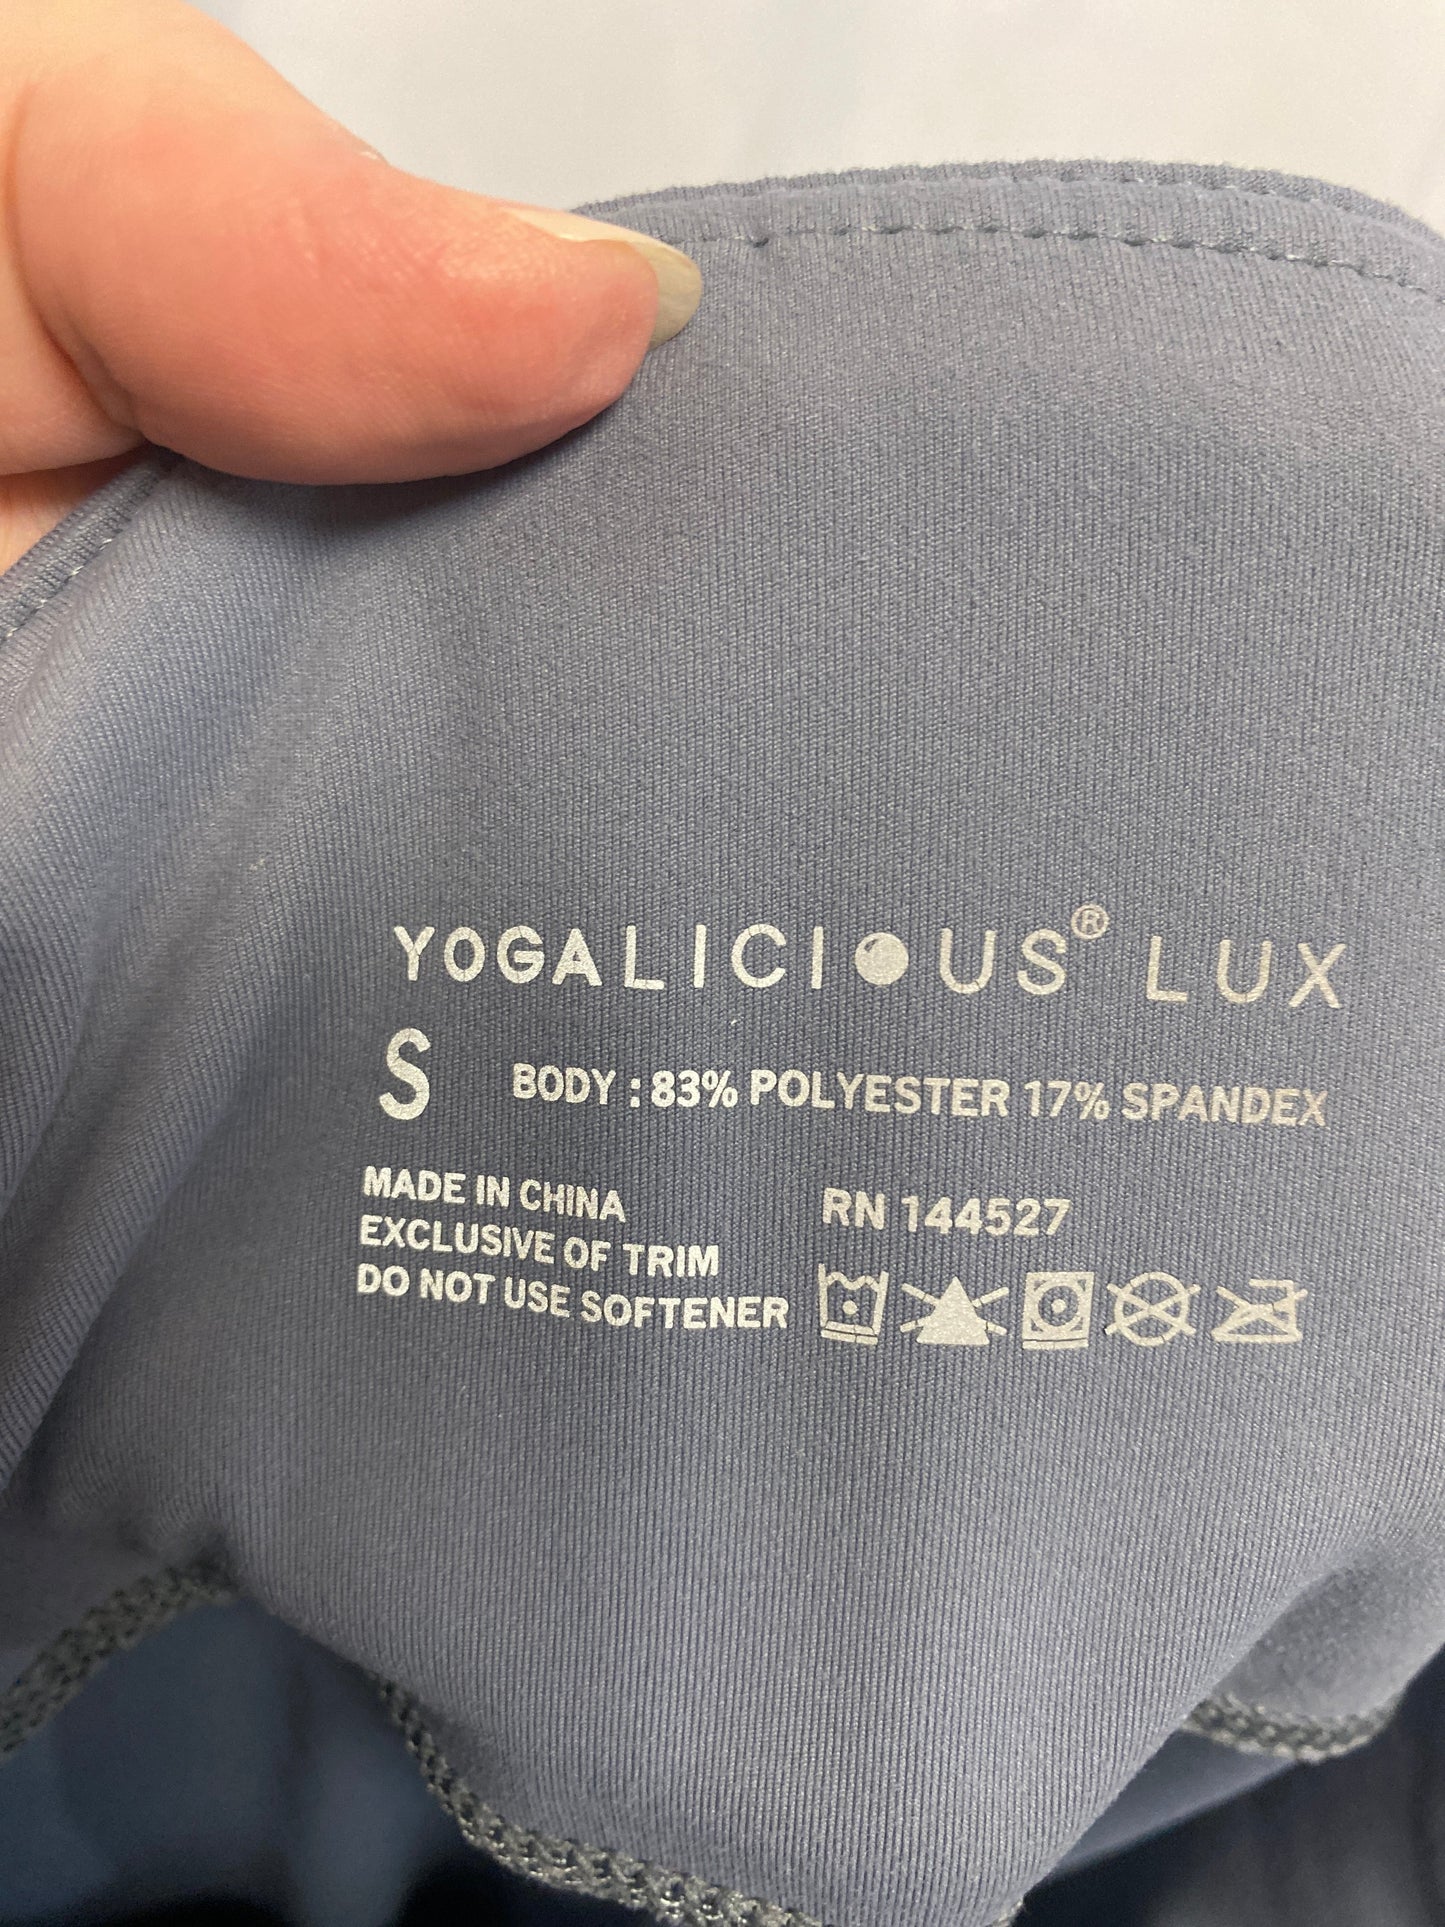 YOGALICIOUS® LUX
S BODY : 83% POLYESTER 17% SPANDEX
MADE IN CHINA
EXCLUSIVE OF TRIM
DO NOT USE SOFTENER
RN 144527